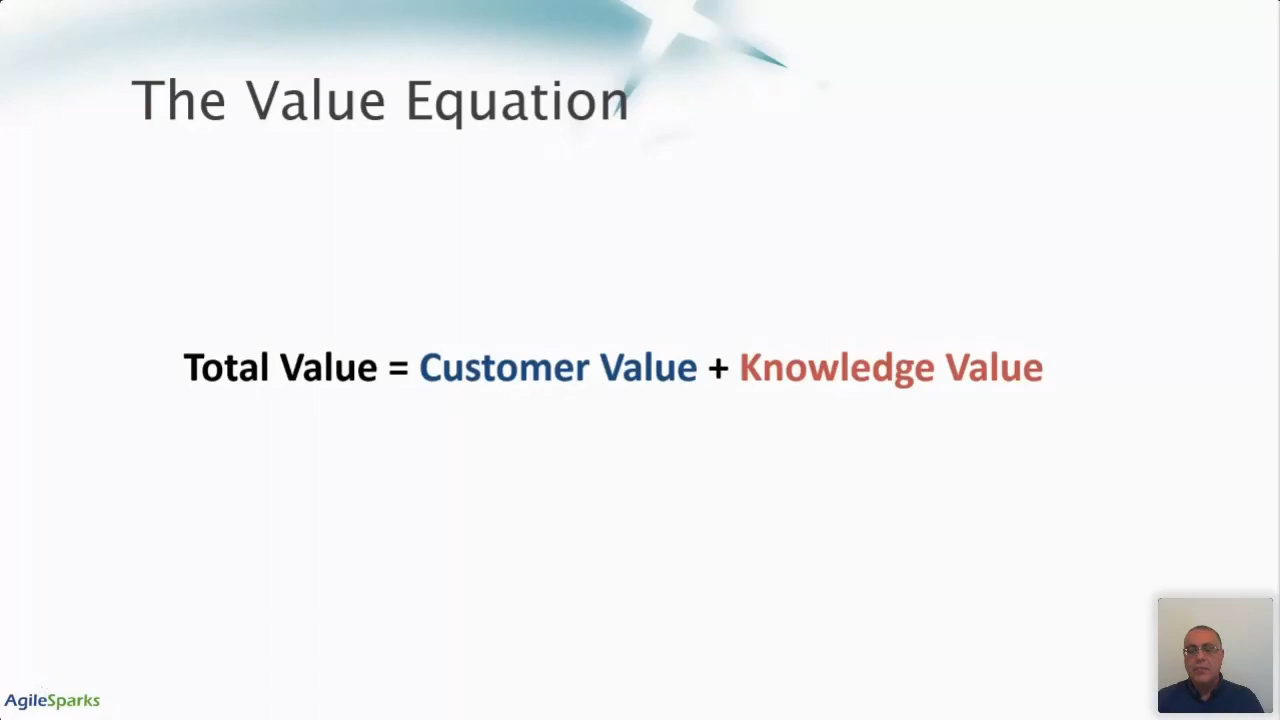 The Value Equation
Total Value = Customer Value + Knowledge Value
AgileSparks